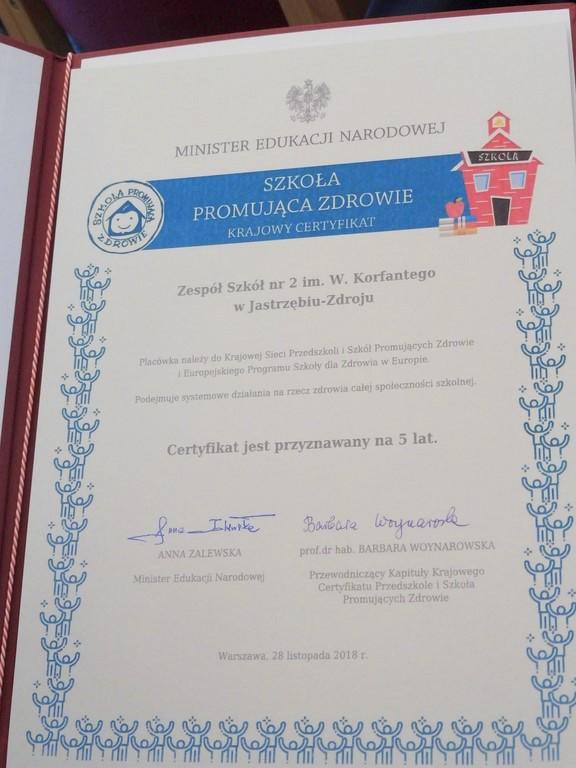 MINISTER EDUKACJI NARODOWEJ
SZKOŁA
PROMUJĄCA ZDROWIE
KRAJOWY CERTYFIKAT
SZKOŁA PROMUJĄCA
ZDROWIE
SZKOLA
Zespół Szkół nr 2 im. W. Korfantego
w Jastrzębiu-Zdroju
Placówka należy do Krajowej Sieci Przedszkoli i Szkół Promujących Zdrowie
i Europejskiego Programu Szkoły dla Zdrowia w Europie.
Podejmuje systemowe działania na rzecz zdrowia całej społeczności szkolnej.
Certyfikat jest przyznawany na 5 lat.
Barbara Woynarowska
ANNA ZALEWSKA
prof.dr hab. BARBARA WOYNAROWSKA
Minister Edukacji Narodowej
Przewodniczący Kapituły Krajowego
Certyfikatu Przedszkole i Szkoła
Promujących Zdrowie
Warszawa, 28 listopada 2018 r.